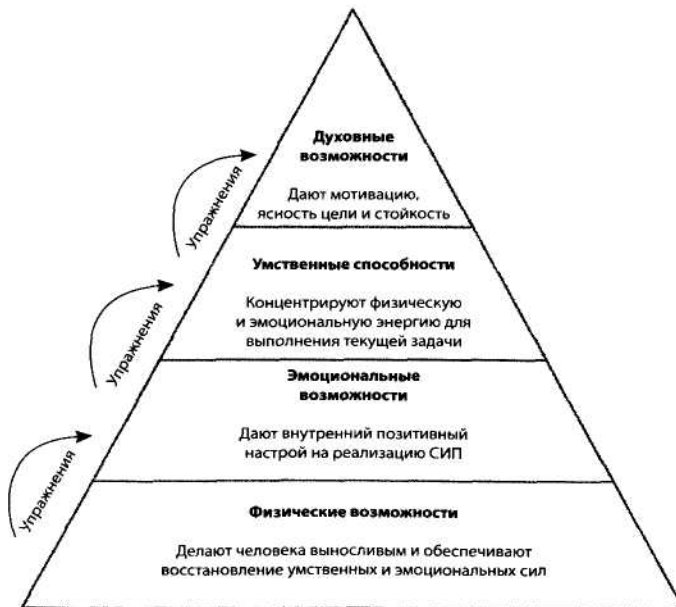 Духовные
возможности
Дают мотивацию,
ясность цели и стойкость
Упражнения
Умственные способности
Концентрируют физическую
и эмоциональную энергию для
выполнения текущей задачи
Упражнения
Эмоциональные
возможности
Дают внутренний позитивный
настрой на реализацию СИП
Упражнения
Физические возможности
Делают человека выносливым и обеспечивают
восстановление умственных и эмоциональных сил